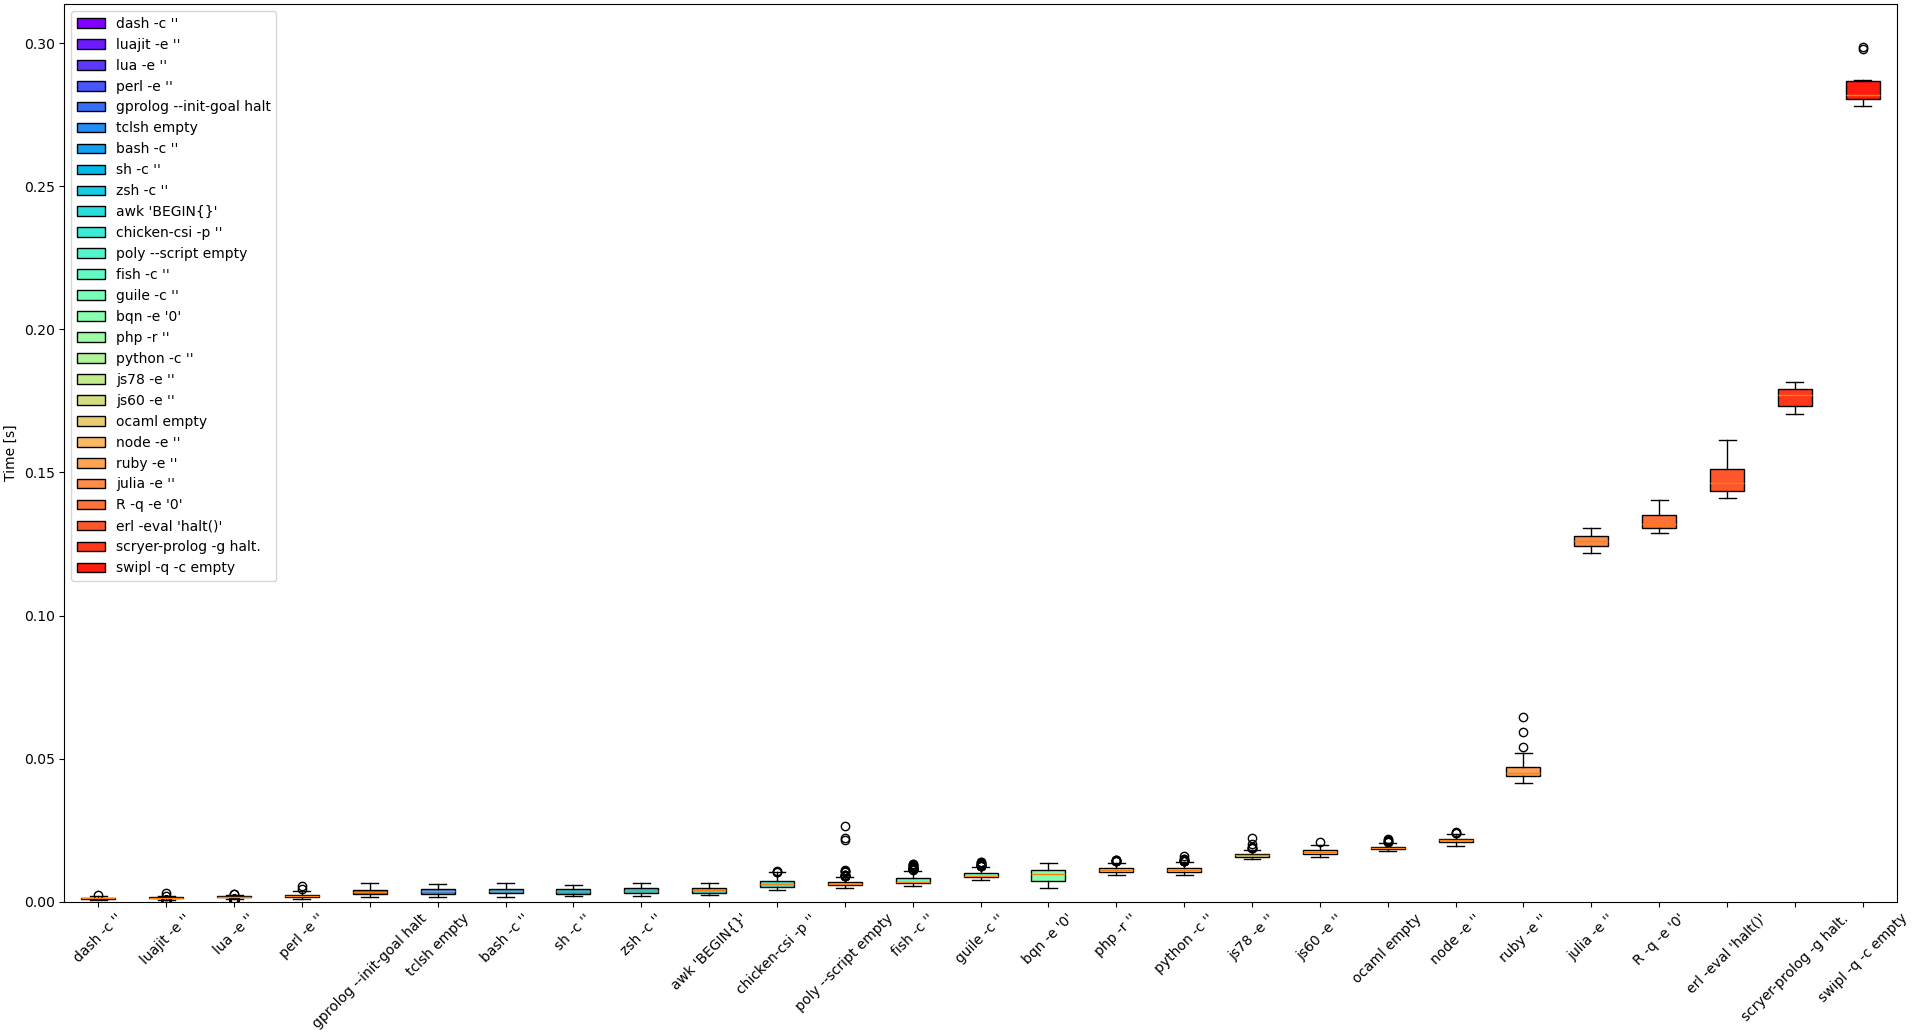 dash -c ''
luajit -e ''
lua -e ''
perl -e ''
gprolog --init-goal halt
tclsh empty
bash -c ''
sh -c ''
zsh -c ''
awk 'BEGIN{}'
chicken-csi -p ''
poly --script empty
fish -c ''
guile -c ''
bqn -e '0'
php -r ''
python -c ''
js78 -e ''
js60 -e ''
ocaml empty
node -e ''
ruby -e ''
julia -e ''
R -q -e '0'
erl -eval 'halt()'
scryer-prolog -g halt.
swipl -q -c empty
Time [s]
0.30
0.25
0.20
0.15
0.10
0.05
0.00
dash -c ''
luajit -e ''
lua -e ''
perl -e ''
gprolog --init-goal halt
tclsh empty
bash -c ''
sh -c ''
zsh -c ''
awk 'BEGIN{}'
chicken-csi -p ''
poly --script empty
fish -c ''
guile -c ''
bqn -e '0'
php -r ''
python -c ''
js78 -e ''
js60 -e ''
ocaml empty
node -e ''
ruby -e ''
julia -e ''
R -q -e '0'
erl -eval 'halt()'
scryer-prolog -g halt.
swipl -q -c empty